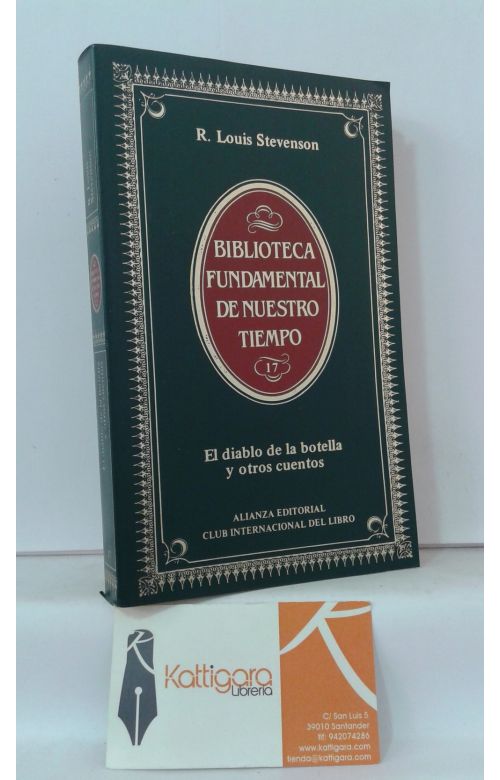 R. Louis Stevenson
BIBLIOTECA
FUNDAMENTAL
DE NUESTRO
TIEMPO
17
El diablo de la botella
y otros cuentos
ALIANZA EDITORIAL
CLUB INTERNACIONAL DEL LIBRO
Kattigara
Librería
C/ San Luis 5
39010 Santander
tlf: 942074286
www.kattigara.com
tienda@kattigara.com